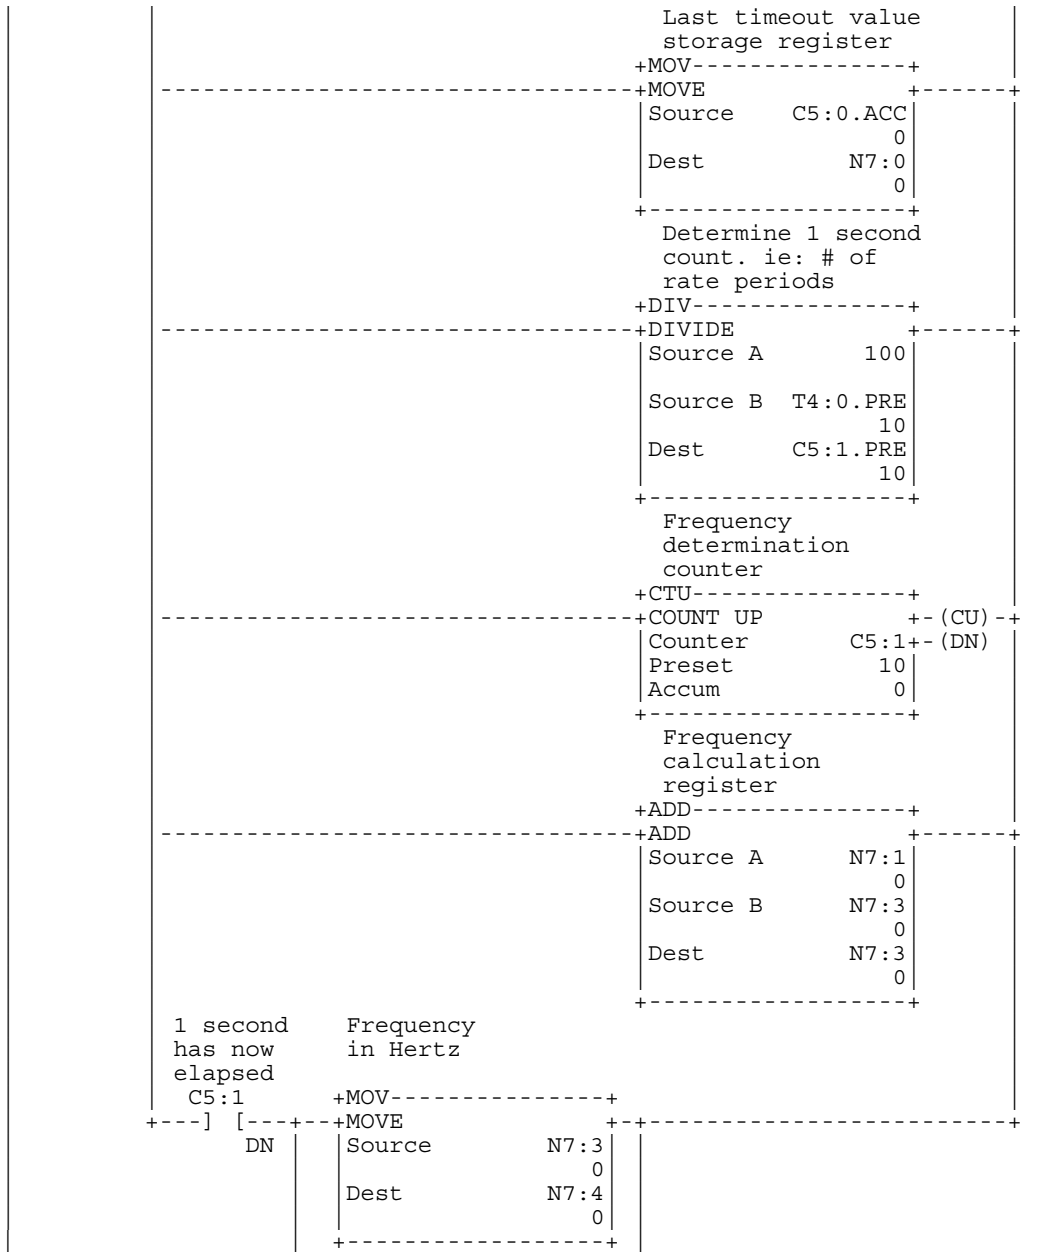 Last timeout value
storage register
+MOV---------------+
+MOVE +
Source C5:0.ACC
0
Dest N7:0
0
Determine 1 second
count. ie: # of
rate periods
+DIV---------------+
+DIVIDE +
Source A 100
Source B T4:0.PRE
10
Dest C5:1.PRE
10
Frequency
determination
counter
+CTU---------------+
+COUNT UP +-(CU)-+
Counter C5:1+-(DN)
Preset 10
Accum 0
Frequency
calculation
register
+ADD---------------+
+ADD +
Source A N7:1
0
Source B N7:3
0
Dest N7:3
0
1 second Frequency
has now in Hertz
elapsed
C5:1 +MOV---------------+
+---] [---+--+MOVE +-+
DN Source N7:3
0
Dest N7:4
0